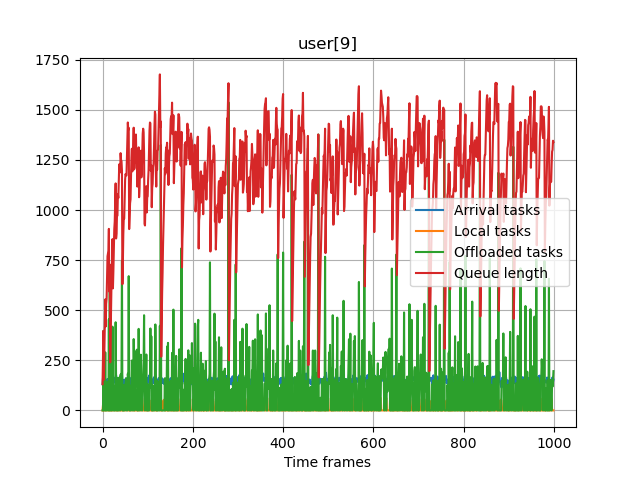 user[9]
1750
1500
1250
1000
750
500
250
0
Arrival tasks
Local tasks
Offloaded tasks
Queue length
0 200 400 600 800 1000
Time frames